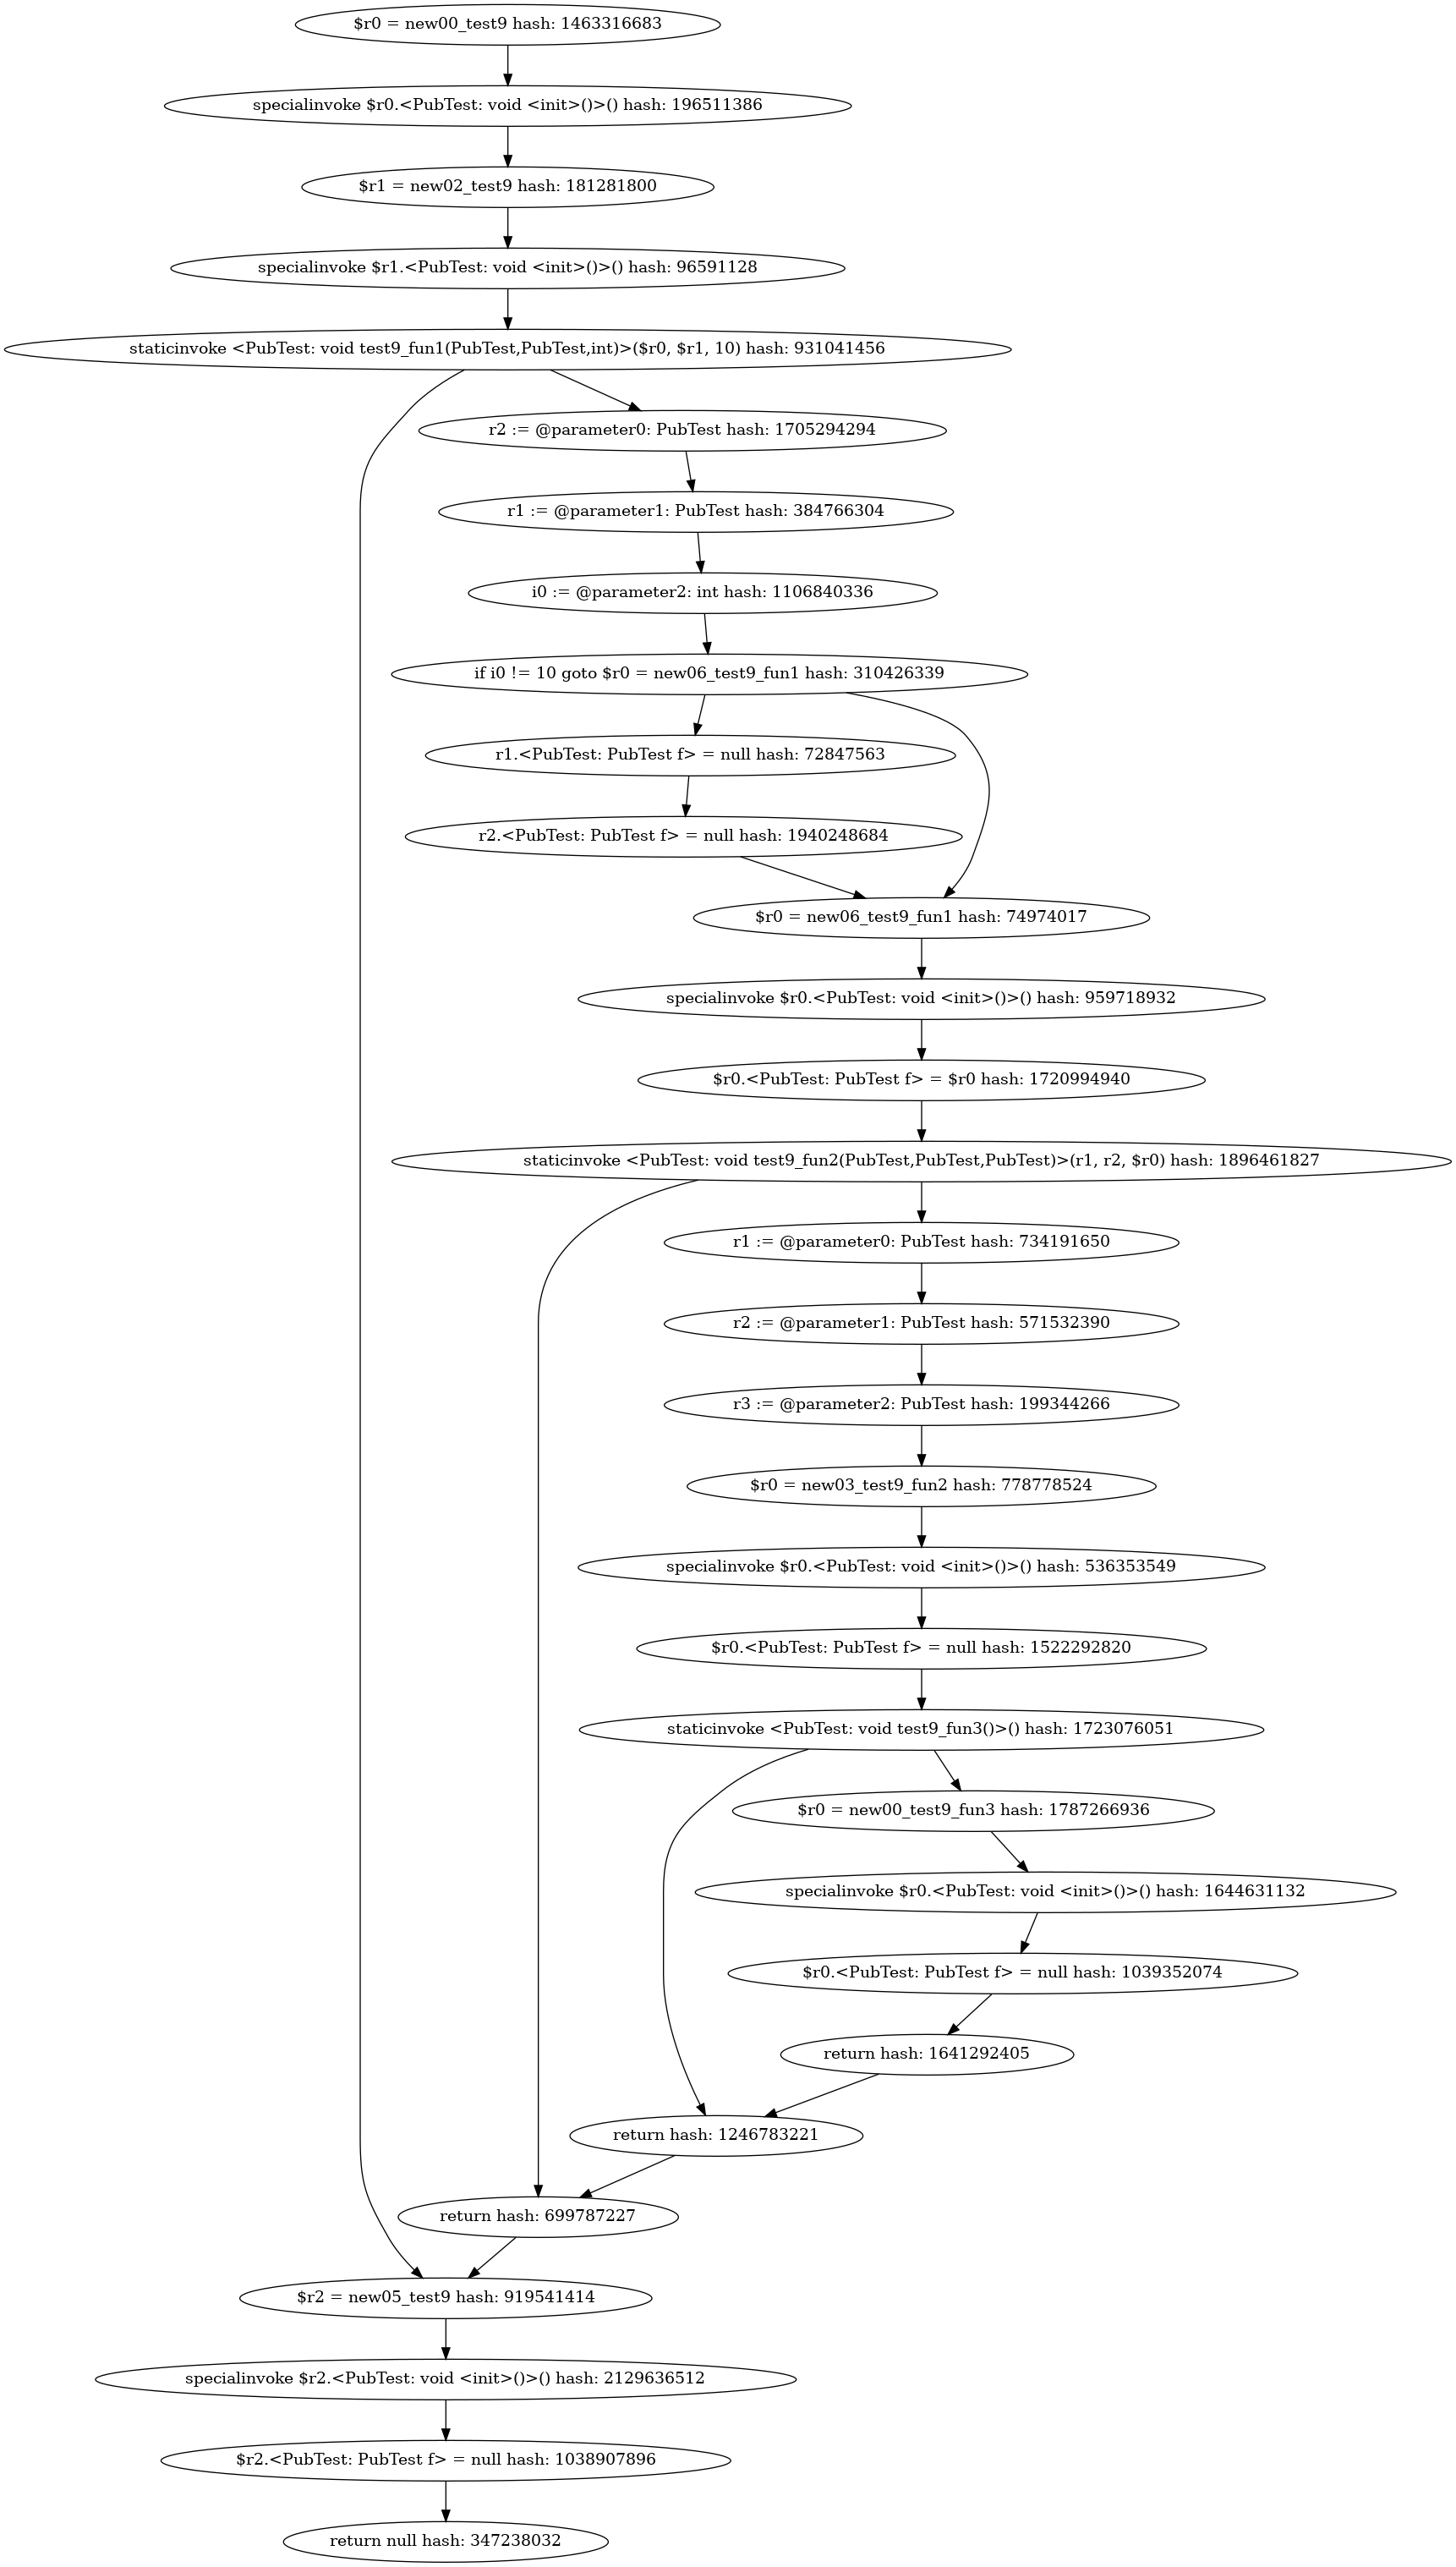 $r0 = new00_test9 hash: 1463316683
specialinvoke $r0.<PubTest: void <init>()>() hash: 196511386
$r1 = new02_test9 hash: 181281800
specialinvoke $r1.<PubTest: void <init>()>() hash: 96591128
staticinvoke <PubTest: void test9_fun1(PubTest,PubTest,int)>($r0, $r1, 10) hash: 931041456
r2 := @parameter0: PubTest hash: 1705294294
r1 := @parameter1: PubTest hash: 384766304
i0 := @parameter2: int hash: 1106840336
if i0 != 10 goto $r0 = new06_test9_fun1 hash: 310426339
r1.<PubTest: PubTest f> = null hash: 72847563
r2.<PubTest: PubTest f> = null hash: 1940248684
$r0 = new06_test9_fun1 hash: 74974017
specialinvoke $r0.<PubTest: void <init>()>() hash: 959718932
$r0.<PubTest: PubTest f> = $r0 hash: 1720994940
staticinvoke <PubTest: void test9_fun2(PubTest,PubTest,PubTest)>(r1, r2, $r0) hash: 1896461827
r1 := @parameter0: PubTest hash: 734191650
r2 := @parameter1: PubTest hash: 571532390
r3 := @parameter2: PubTest hash: 199344266
$r0 = new03_test9_fun2 hash: 778778524
specialinvoke $r0.<PubTest: void <init>()>() hash: 536353549
$r0.<PubTest: PubTest f> = null hash: 1522292820
staticinvoke <PubTest: void test9_fun3()>() hash: 1723076051
$r0 = new00_test9_fun3 hash: 1787266936
specialinvoke $r0.<PubTest: void <init>()>() hash: 1644631132
$r0.<PubTest: PubTest f> = null hash: 1039352074
return hash: 1641292405
return hash: 1246783221
return hash: 699787227
$r2 = new05_test9 hash: 919541414
specialinvoke $r2.<PubTest: void <init>()>() hash: 2129636512
$r2.<PubTest: PubTest f> = null hash: 1038907896
return null hash: 347238032